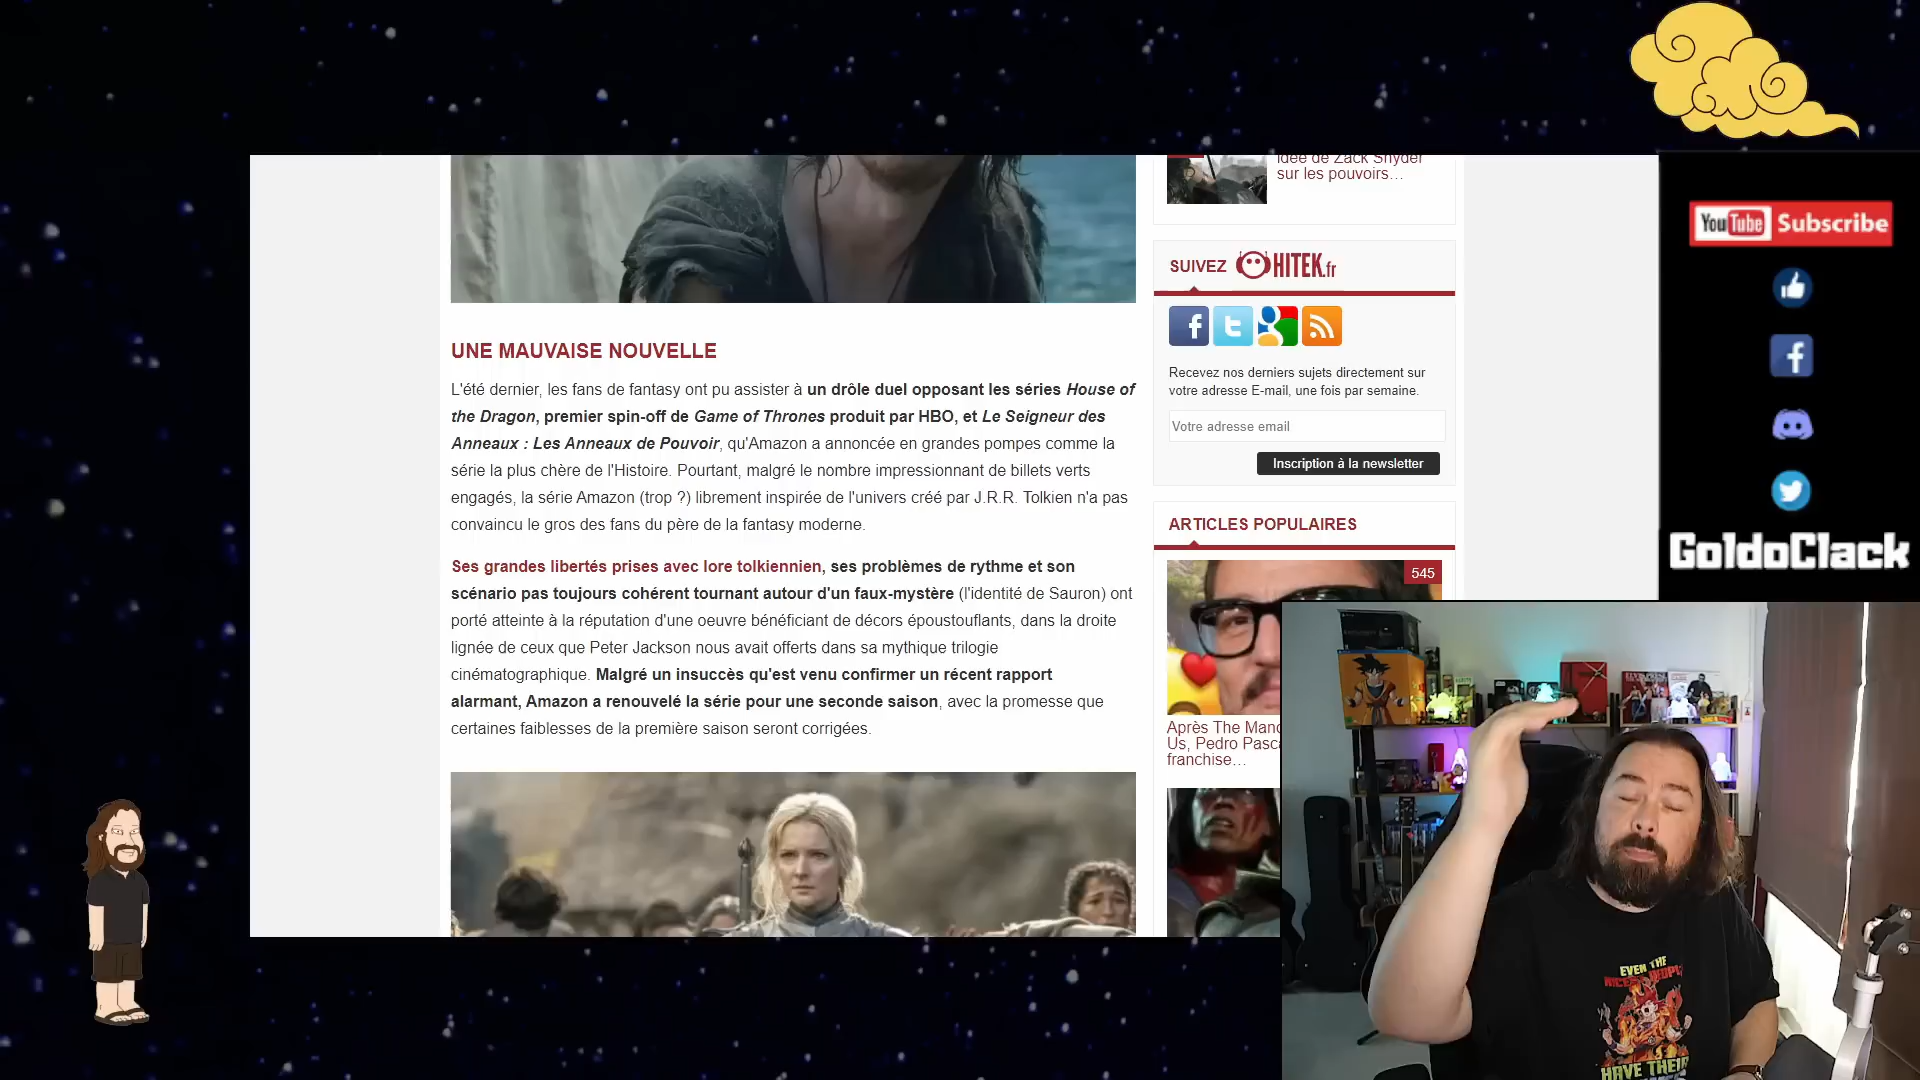 idée de Zack Snyder
sur les pouvoirs…
SUIVEZ HITEK.fr
Recevez nos derniers sujets directement sur
votre adresse E-mail, une fois par semaine.
Votre adresse email
Inscription à la newsletter
UNE MAUVAISE NOUVELLE
L'été dernier, les fans de fantasy ont pu assister à un drôle duel opposant les séries House of
the Dragon, premier spin-off de Game of Thrones produit par HBO, et Le Seigneur des
Anneaux : Les Anneaux de Pouvoir, qu'Amazon a annoncée en grandes pompes comme la
série la plus chère de l'Histoire. Pourtant, malgré le nombre impressionnant de billets verts
engagés, la série Amazon (trop ?) librement inspirée de l'univers créé par J.R.R. Tolkien n'a pas
convaincu le gros des fans du père de la fantasy moderne.
Ses grandes libertés prises avec lore tolkiennien, ses problèmes de rythme et son
scénario pas toujours cohérent tournant autour d'un faux-mystère (l'identité de Sauron) ont
porté atteinte à la réputation d'une oeuvre bénéficiant de décors époustouflants, dans la droite
lignée de ceux que Peter Jackson nous avait offerts dans sa mythique trilogie
cinématographique. Malgré un insuccès qu'est venu confirmer un récent rapport
alarmant, Amazon a renouvelé la série pour une seconde saison, avec la promesse que
certaines faiblesses de la première saison seront corrigées.
ARTICLES POPULAIRES
545
Après The Mand
Us, Pedro Pasca
franchise…
YouTube Subscribe
GoldoClack
EVEN THE
NICEST PEOPLE
HAVE THEIR